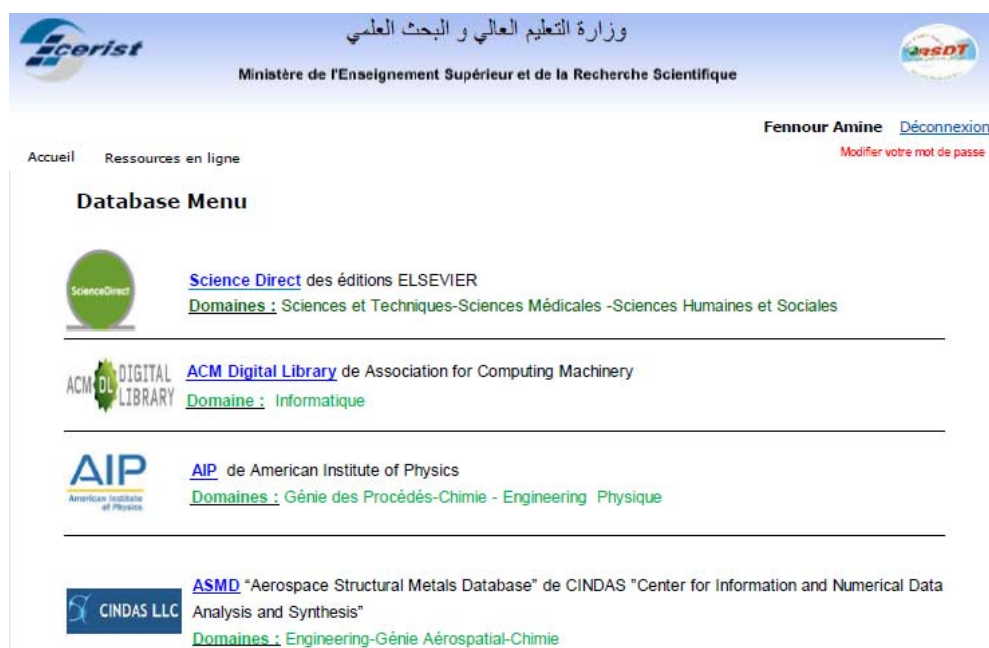 cerist
وزارة التعليم العالي و البحث العلمي
Ministère de l'Enseignement Supérieur et de la Recherche Scientifique
Fennour Amine Déconnexion
Modifier votre mot de passe
Accueil Ressources en ligne
Database Menu
ScienceDirect
Science Direct des éditions ELSEVIER
Domaines : Sciences et Techniques-Sciences Médicales -Sciences Humaines et Sociales
ACM DL DIGITAL LIBRARY
ACM Digital Library de Association for Computing Machinery
Domaine : Informatique
AIP
American Institute of Physics
AIP de American Institute of Physics
Domaines : Génie des Procédés-Chimie - Engineering Physique
CINDAS LLC
ASMD "Aerospace Structural Metals Database" de CINDAS "Center for Information and Numerical Data
Analysis and Synthesis"
Domaines : Engineering-Génie Aérospatial-Chimie